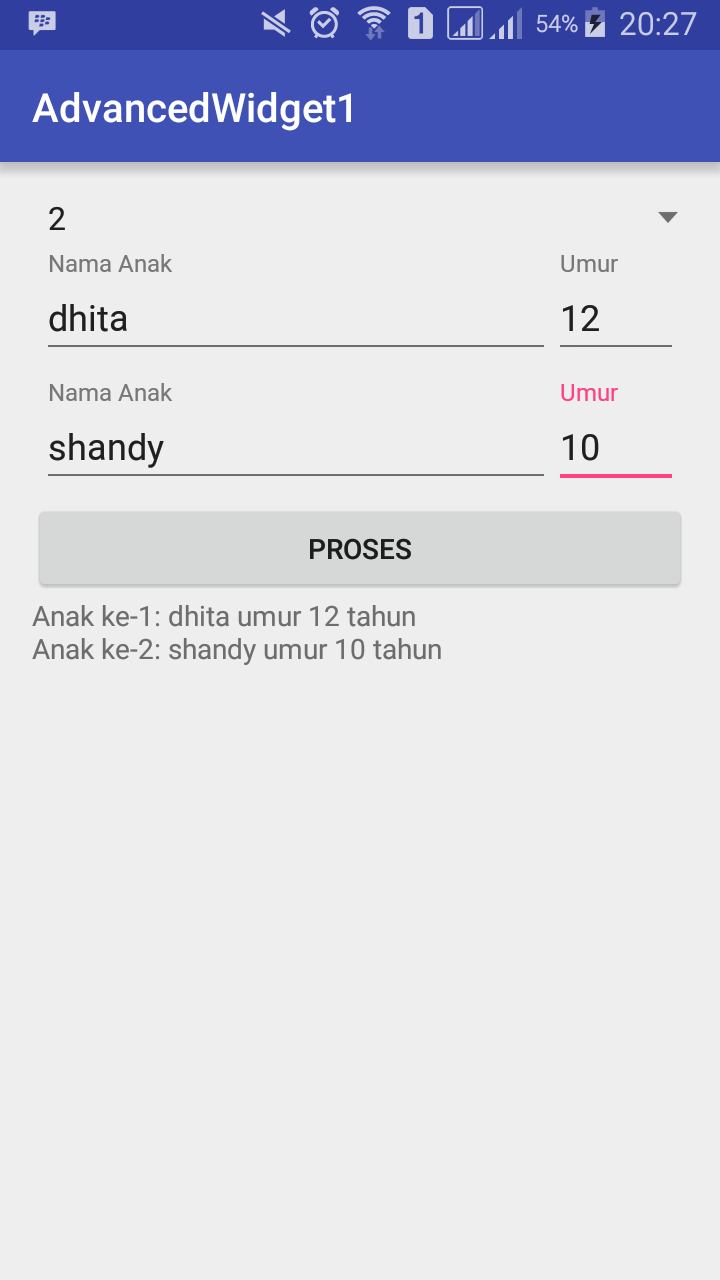 1 54% 20:27
AdvancedWidget1
2
Nama Anak Umur
dhita 12
Nama Anak Umur
shandy 10
PROSES
Anak ke-1: dhita umur 12 tahun
Anak ke-2: shandy umur 10 tahun